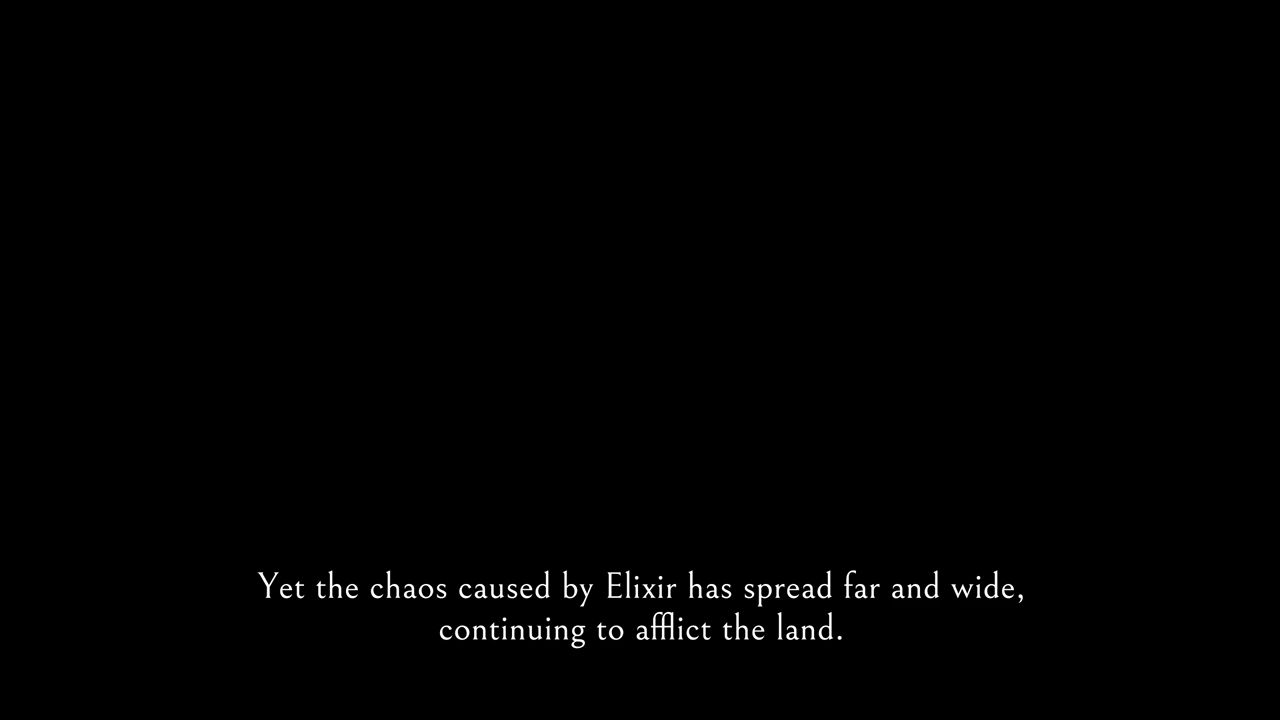 Yet the chaos caused by Elixir has spread far and wide,
continuing to afflict the land.